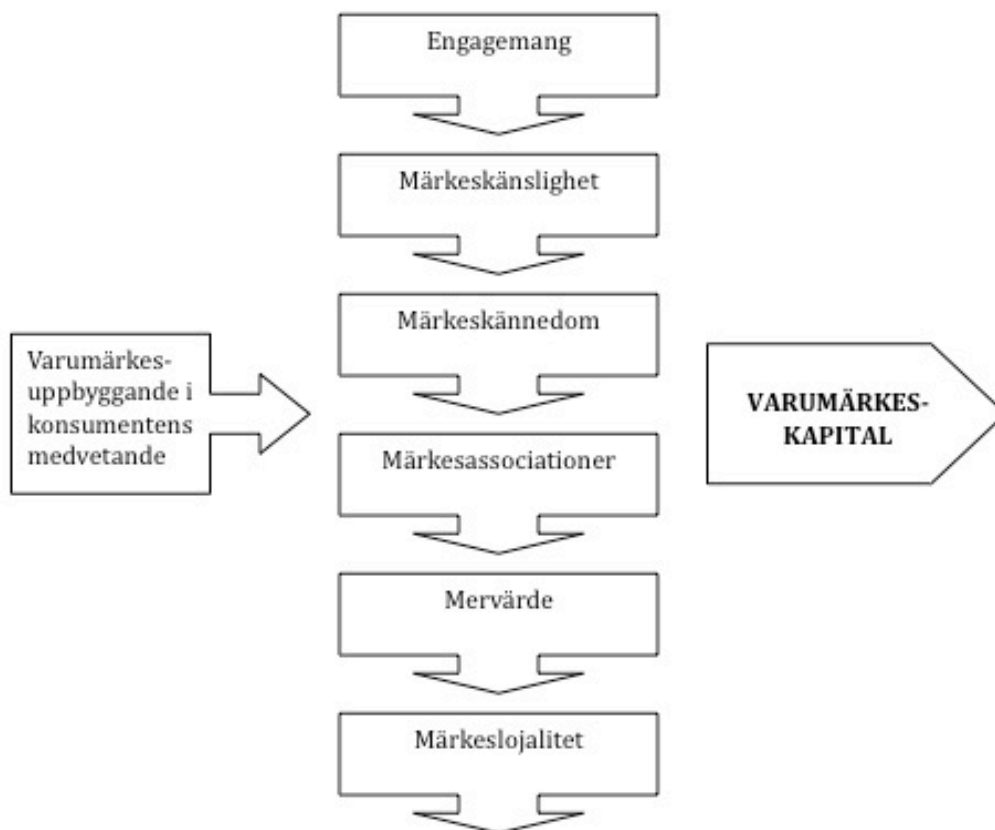 Engagemang
Märkeskänslighet
Märkeskännedom
Varumärkes-
uppbyggande i
konsumentens
medvetande
VARUMÄRKES-
KAPITAL
Märkesassociationer
Mervärde
Märkeslojalitet